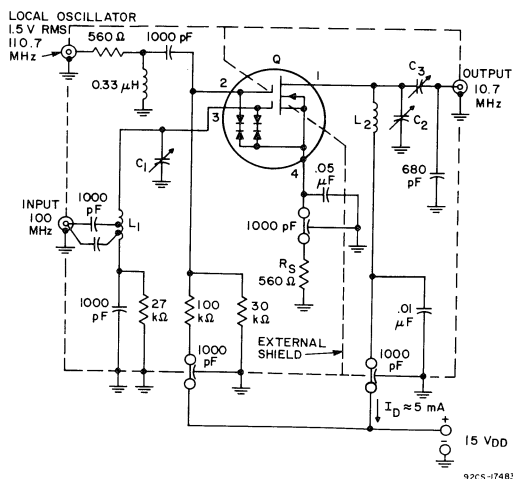 LOCAL OSCILLATOR
1.5 V RMS
110.7
MHz
560 Ω
1000 pF
0.33 μH
Q
1
2
3
4
C1
C2
C3
L1
L2
OUTPUT
10.7
MHz
680
pF
.05
μF
1000 pF
RS
560 Ω
INPUT
100
MHz
1000
pF
1000
pF
27
kΩ
100
kΩ
30
kΩ
1000
pF
EXTERNAL
SHIELD
.01
μF
1000
pF
ID ≈ 5 mA
+
-
15 VDD
92CS-17483